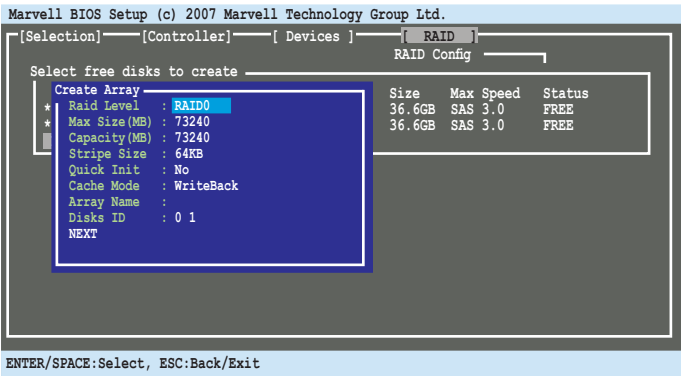 Marvell BIOS Setup (c) 2007 Marvell Technology Group Ltd.
[Selection] [Controller] [ Devices ] [ RAID ]
RAID Config
Select free disks to create
Create Array
Size Max Speed Status
* Raid Level : RAID0 36.6GB SAS 3.0 FREE
* Max Size(MB) : 73240 36.6GB SAS 3.0 FREE
Capacity(MB) : 73240
Stripe Size : 64KB
Quick Init : No
Cache Mode : WriteBack
Array Name :
Disks ID : 0 1
NEXT
ENTER/SPACE:Select, ESC:Back/Exit